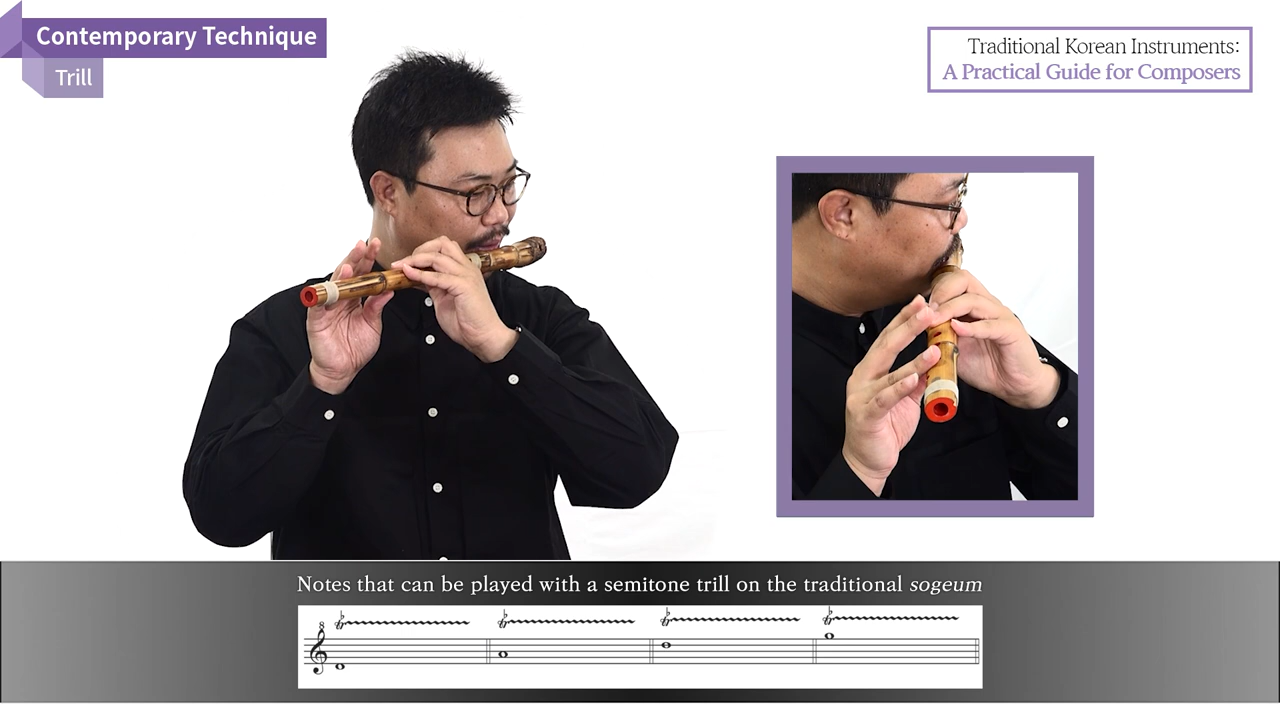 Contemporary Technique
Trill
Traditional Korean Instruments:
A Practical Guide for Composers
Notes that can be played with a semitone trill on the traditional sogeum
8